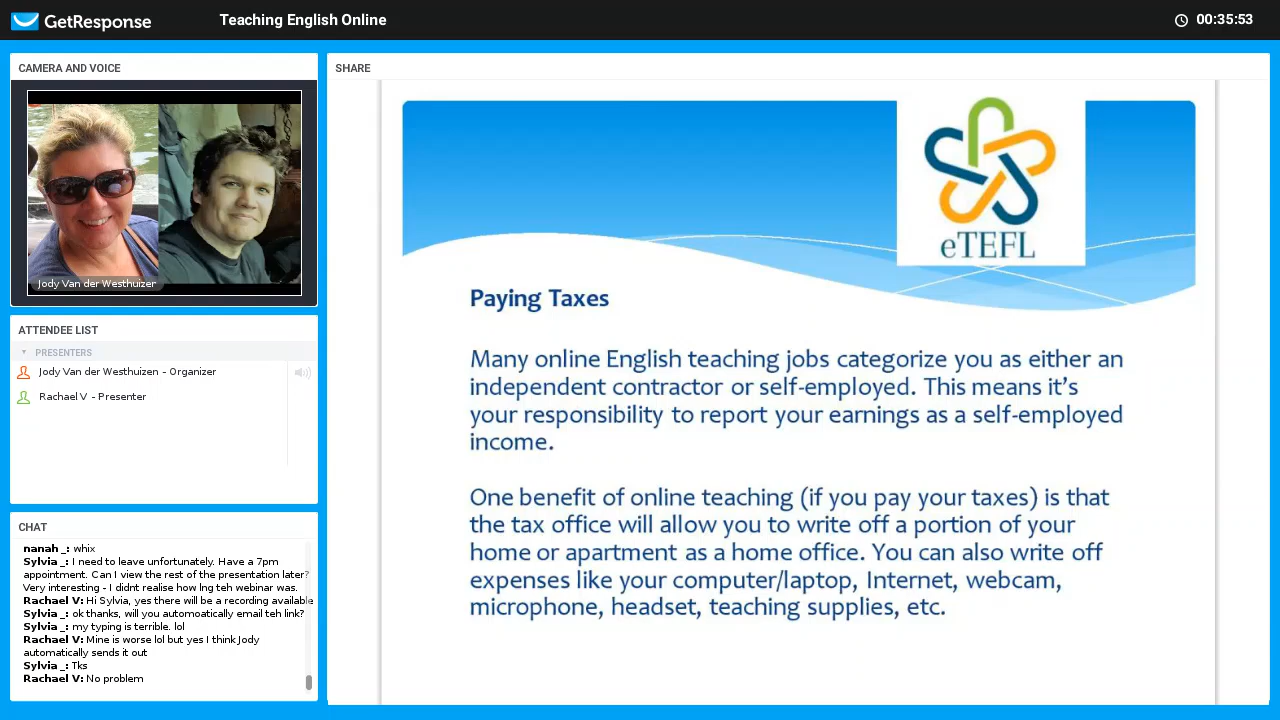 GetResponse
Teaching English Online
00:35:53
CAMERA AND VOICE
Jody Van der Westhuizer
ATTENDEE LIST
PRESENTERS
Jody Van der Westhuizen - Organizer
Rachael V - Presenter
CHAT
nanah _: whix
Sylvia _: I need to leave unfortunately. Have a 7pm
appointment. Can I view the rest of the presentation later?
Very interesting - I didnt realise how lng teh webinar was.
Rachael V: Hi Sylvia, yes there will be a recording available
Sylvia _: ok thanks, will you automoatically email teh link?
Sylvia _: my typing is terrible. lol
Rachael V: Mine is worse lol but yes I think Jody
automatically sends it out
Sylvia _: Tks
Rachael V: No problem
SHARE
eTEFL
Paying Taxes
Many online English teaching jobs categorize you as either an
independent contractor or self-employed. This means it's
your responsibility to report your earnings as a self-employed
income.
One benefit of online teaching (if you pay your taxes) is that
the tax office will allow you to write off a portion of your
home or apartment as a home office. You can also write off
expenses like your computer/laptop, Internet, webcam,
microphone, headset, teaching supplies, etc.